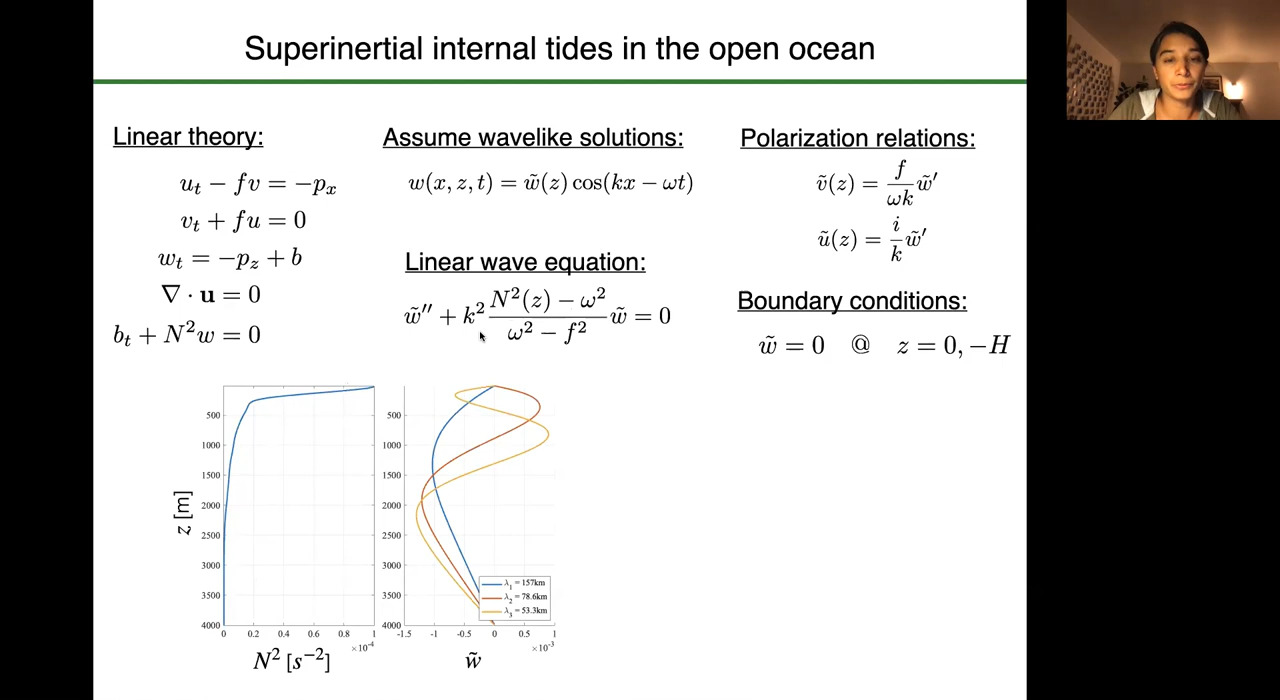 Superinertial internal tides in the open ocean
Linear theory:
u_t − fv = −p_x
v_t + fu = 0
w_t = −p_z + b
∇ · u = 0
b_t + N²w = 0
Assume wavelike solutions:
w(x, z, t) = w̃(z) cos(kx − ωt)
Linear wave equation:
w̃″ + k² (N²(z) − ω²)/(ω² − f²) w̃ = 0
Polarization relations:
ṽ(z) = f/(ωk) w̃′
ũ(z) = i/k w̃′
Boundary conditions:
w̃ = 0 @ z = 0, −H
z [m]
500
1000
1500
2000
2500
3000
3500
4000
0 0.2 0.4 0.6 0.8 1
×10⁻⁴
N² [s⁻²]
500
1000
1500
2000
2500
3000
3500
4000
λ₁ = 157km
λ₂ = 78.6km
λ₃ = 53.3km
-1.5 -1 -0.5 0 0.5 1
×10⁻³
w̃